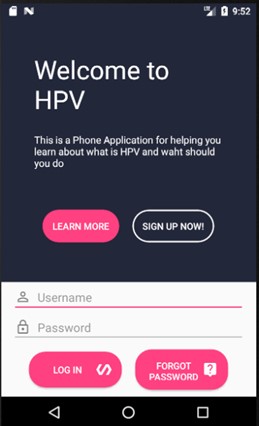 9:52
Welcome to
HPV
This is a Phone Application for helping you
learn about what is HPV and waht should
you do
LEARN MORE
SIGN UP NOW!
Username
Password
LOG IN
FORGOT
PASSWORD